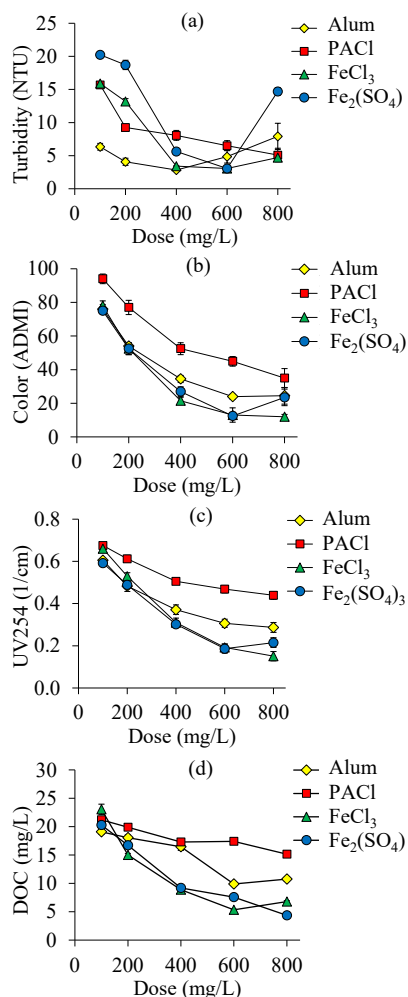 (a)
Turbidity (NTU)
25
20
15
10
5
0
0 200 400 600 800
Dose (mg/L)
Alum
PACl
FeCl3
Fe2(SO4)
(b)
Color (ADMI)
100
80
60
40
20
0
0 200 400 600 800
Dose (mg/L)
Alum
PACl
FeCl3
Fe2(SO4)
(c)
UV254 (1/cm)
0.8
0.6
0.4
0.2
0.0
0 200 400 600 800
Dose (mg/L)
Alum
PACl
FeCl3
Fe2(SO4)3
(d)
DOC (mg/L)
30
25
20
15
10
5
0
0 200 400 600 800
Dose (mg/L)
Alum
PACl
FeCl3
Fe2(SO4)